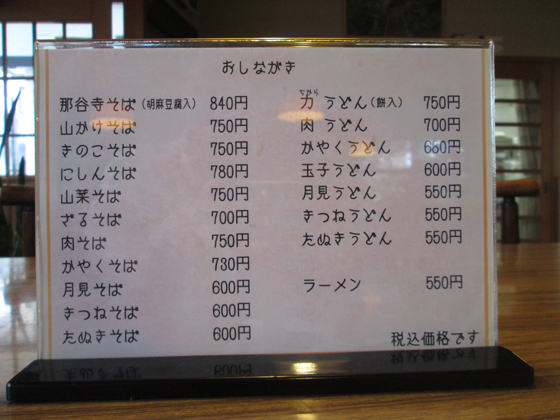 おしながき
那谷寺そば(胡麻豆腐入) 840円
山かけそば 750円
きのこそば 750円
にしんそば 780円
山菜そば 750円
ざるそば 700円
肉そば 750円
かやくそば 730円
月見そば 600円
きつねそば 600円
たぬきそば 600円
ちから
力うどん(餅入) 750円
肉うどん 700円
かやくうどん 680円
玉子うどん 600円
月見うどん 550円
きつねうどん 550円
たぬきうどん 550円
ラーメン 550円
税込価格です